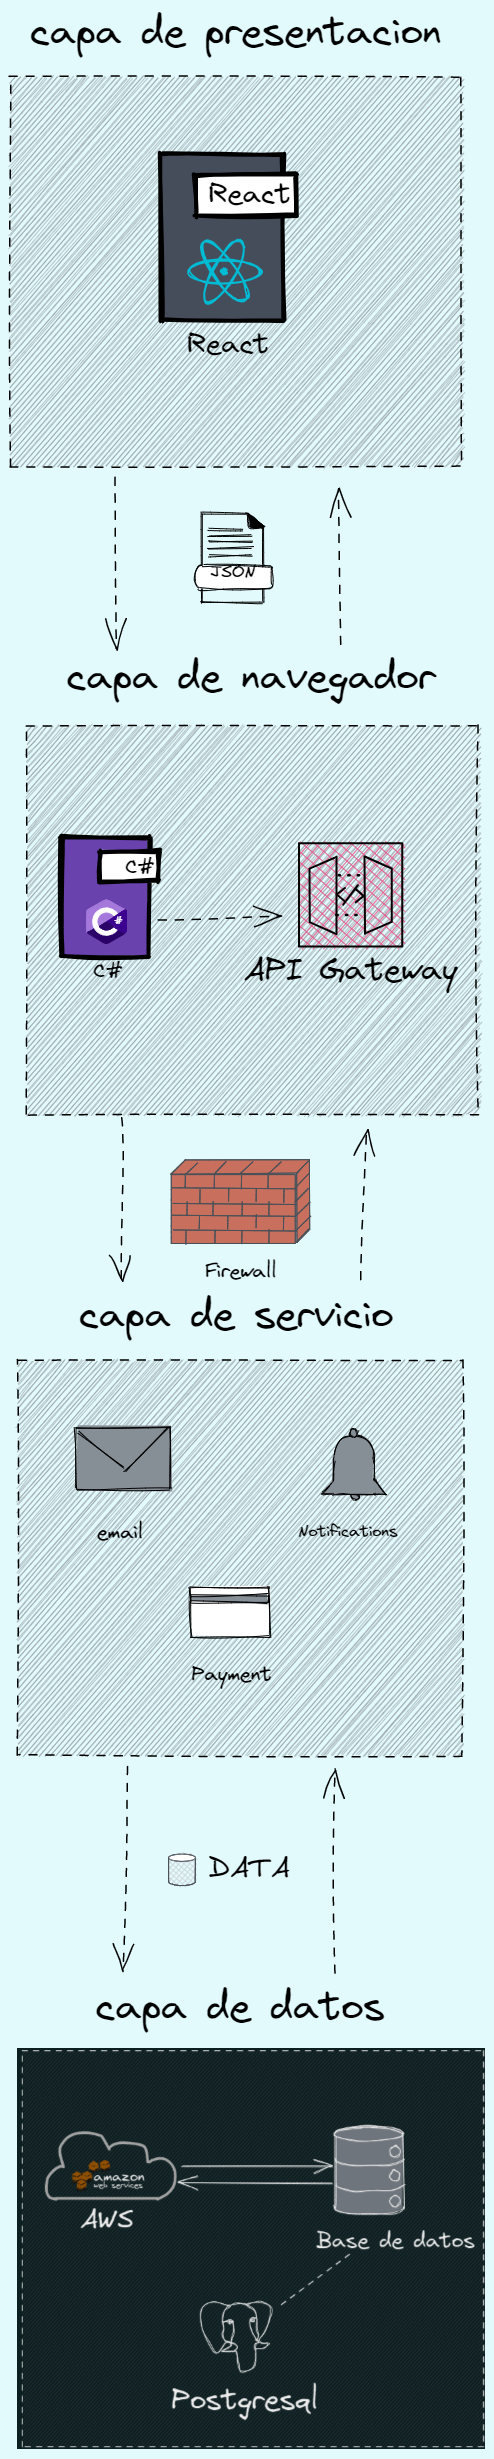 capa de presentacion
React
React
JSON
capa de navegador
c#
C#
c#
API Gateway
Firewall
capa de servicio
email
Notifications
Payment
DATA
capa de datos
amazon
web services
AWS
Base de datos
Postgresql